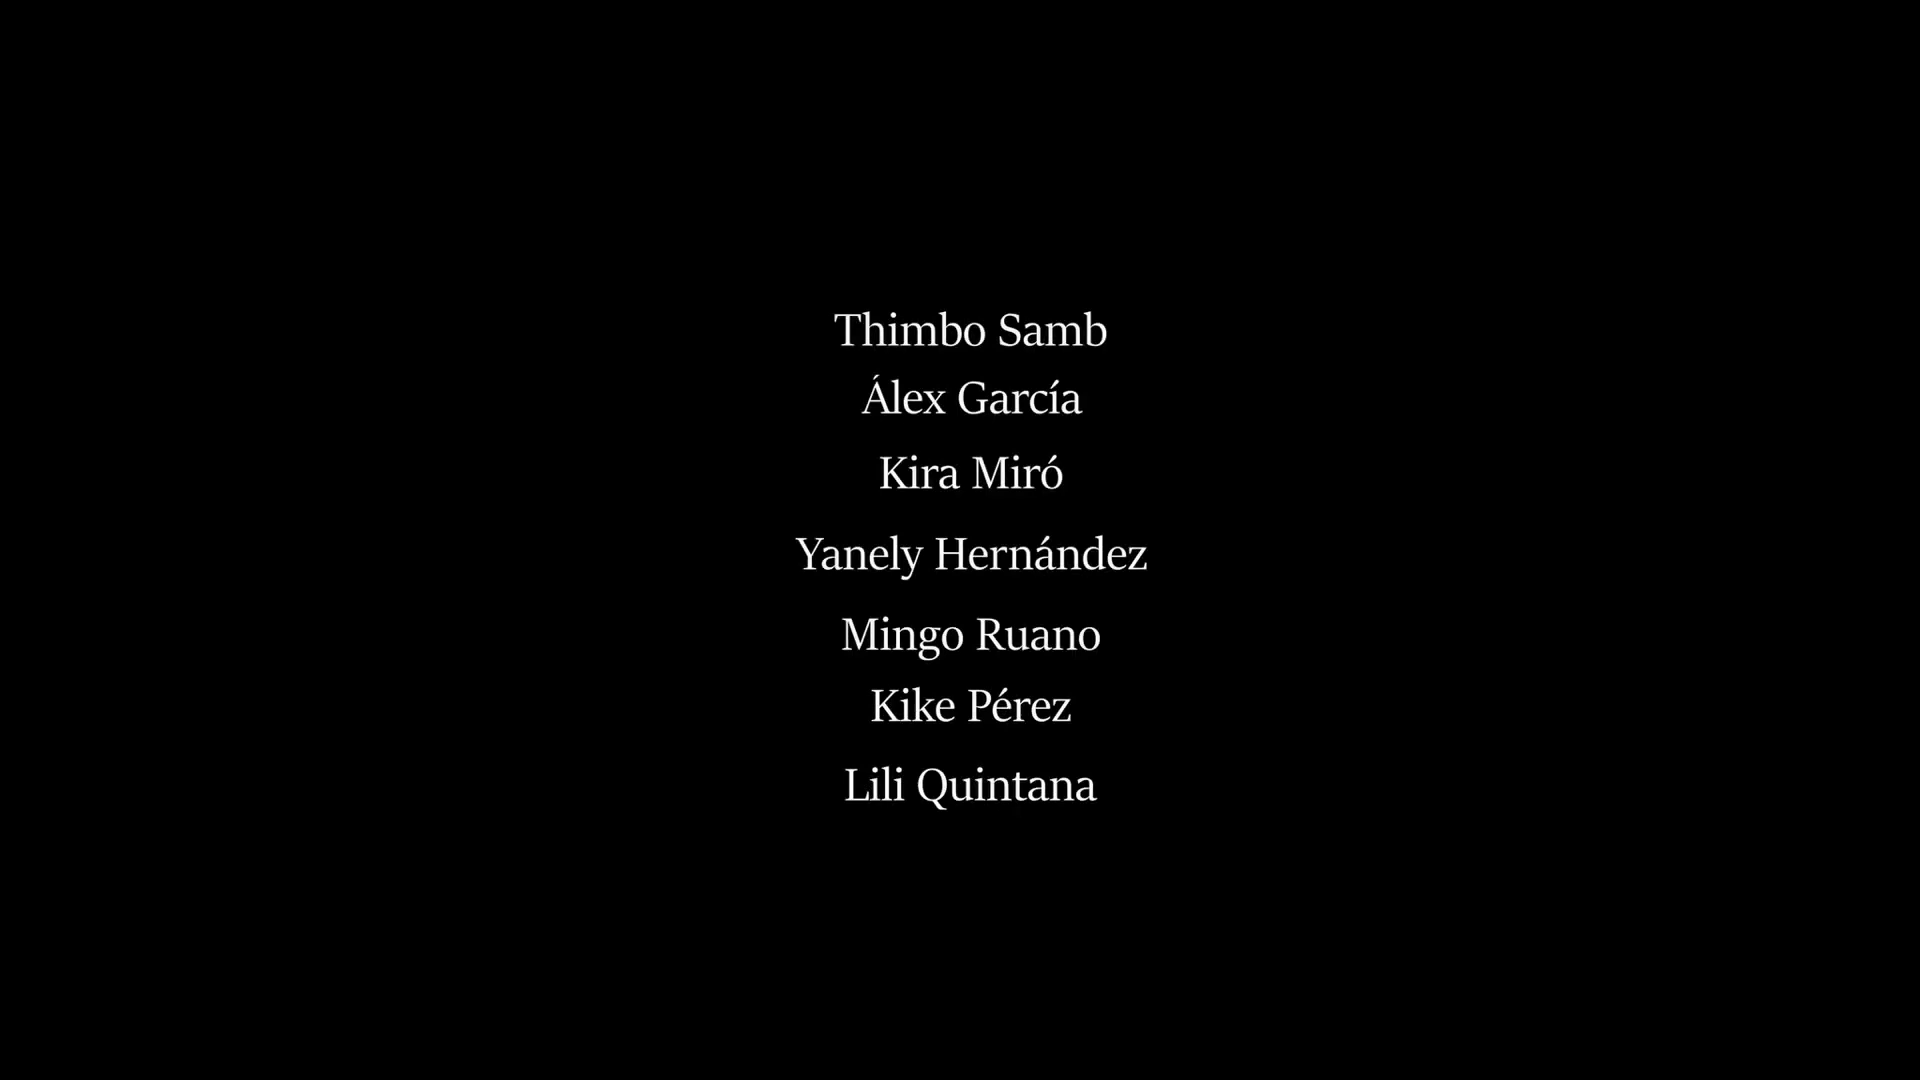 Thimbo Samb
Álex García
Kira Miró
Yanely Hernández
Mingo Ruano
Kike Pérez
Lili Quintana